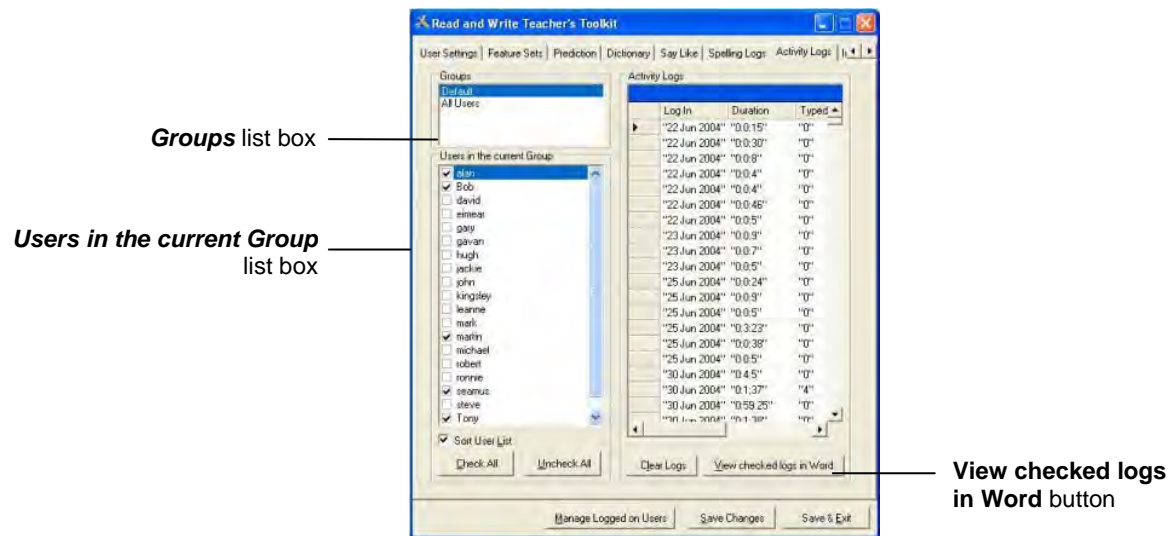 Read and Write Teacher's Toolkit
User Settings Feature Sets Prediction Dictionary Say Like Spelling Logs Activity Logs
Groups
Default
All Users
Groups list box
Users in the current Group
alan
Bob
david
eimear
gary
gavan
hugh
jackie
john
kingsley
leanne
mark
martin
michael
robert
ronnie
seamus
steve
Tony
Users in the current Group
list box
Sort User List
Check All Uncheck All
Activity Logs
Log In Duration Typed
"22 Jun 2004" "0:0:15" "0"
"22 Jun 2004" "0:0:30" "0"
"22 Jun 2004" "0:0:8" "0"
"22 Jun 2004" "0:0:4" "0"
"22 Jun 2004" "0:0:4" "0"
"22 Jun 2004" "0:0:46" "0"
"22 Jun 2004" "0:0:5" "0"
"23 Jun 2004" "0:0:9" "0"
"23 Jun 2004" "0:0:7" "0"
"23 Jun 2004" "0:0:5" "0"
"25 Jun 2004" "0:0:24" "0"
"25 Jun 2004" "0:0:9" "0"
"25 Jun 2004" "0:0:5" "0"
"25 Jun 2004" "0:3:23" "0"
"25 Jun 2004" "0:0:38" "0"
"25 Jun 2004" "0:0:5" "0"
"30 Jun 2004" "0:4:5" "0"
"30 Jun 2004" "0:1:37" "4"
"30 Jun 2004" "0:59:25" "0"
"30 Jun 2004"
Clear Logs View checked logs in Word
View checked logs
in Word button
Manage Logged on Users Save Changes Save & Exit